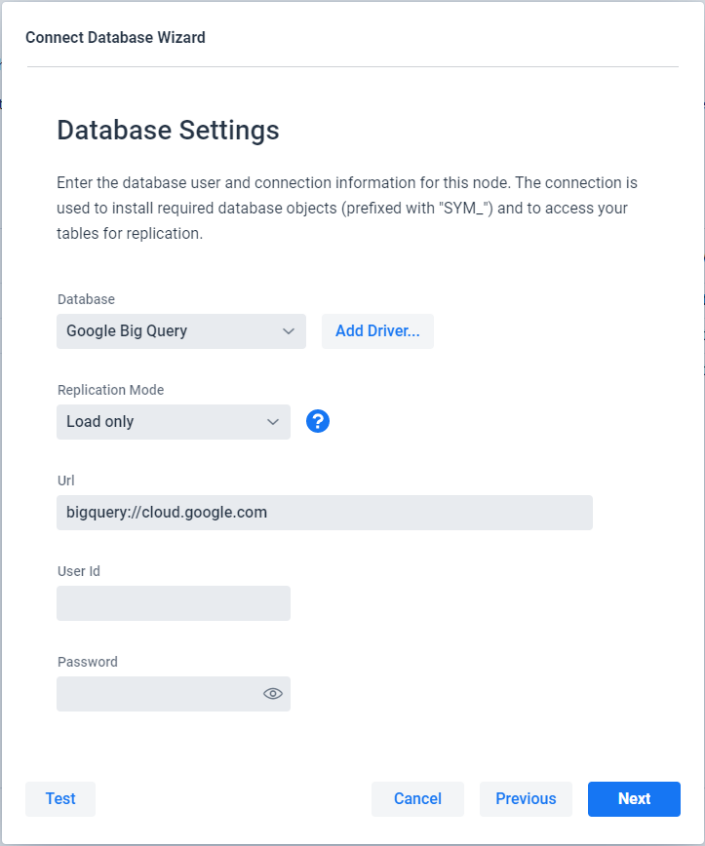 Connect Database Wizard
Database Settings
Enter the database user and connection information for this node. The connection is
used to install required database objects (prefixed with "SYM_") and to access your
tables for replication.
Database
Google Big Query
Add Driver...
Replication Mode
Load only
?
Url
bigquery://cloud.google.com
User Id
Password
Test
Cancel
Previous
Next